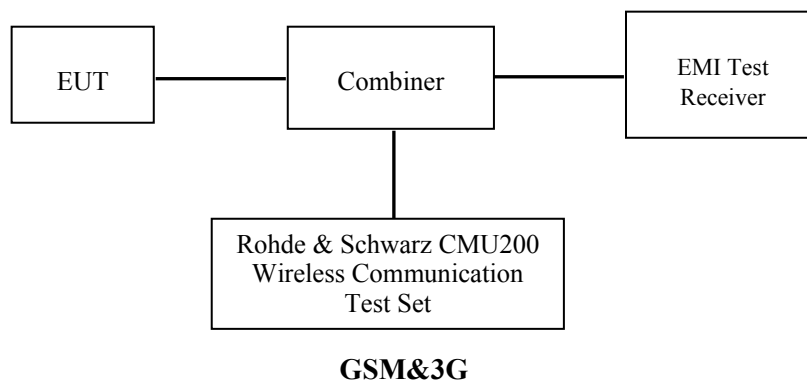 EUT
Combiner
EMI Test
Receiver
Rohde & Schwarz CMU200
Wireless Communication
Test Set
GSM&3G